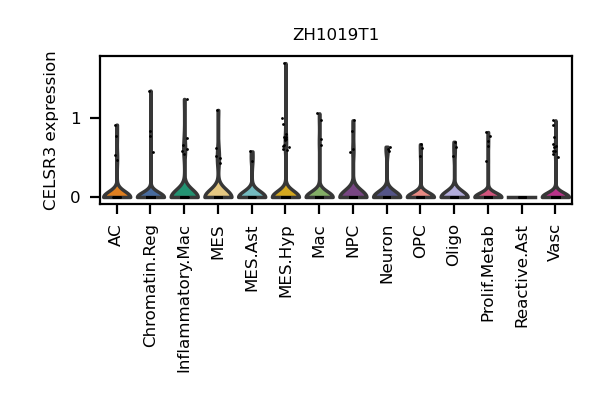 ZH1019T1
CELSR3 expression
1
0
AC
Chromatin.Reg
Inflammatory.Mac
MES
MES.Ast
MES.Hyp
Mac
NPC
Neuron
OPC
Oligo
Prolif.Metab
Reactive.Ast
Vasc